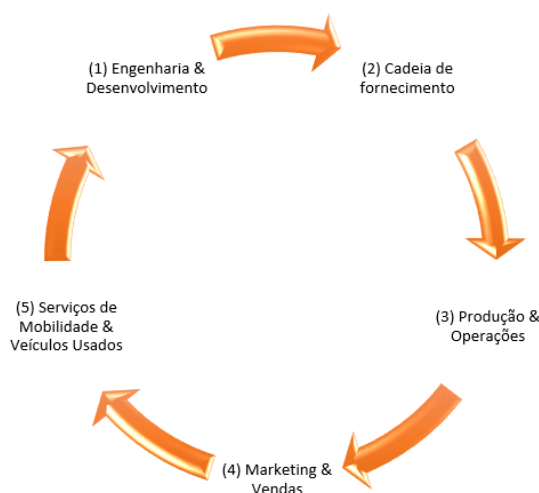 (1) Engenharia &
Desenvolvimento
(2) Cadeia de
fornecimento
(3) Produção &
Operações
(4) Marketing &
Vendas
(5) Serviços de
Mobilidade &
Veículos Usados